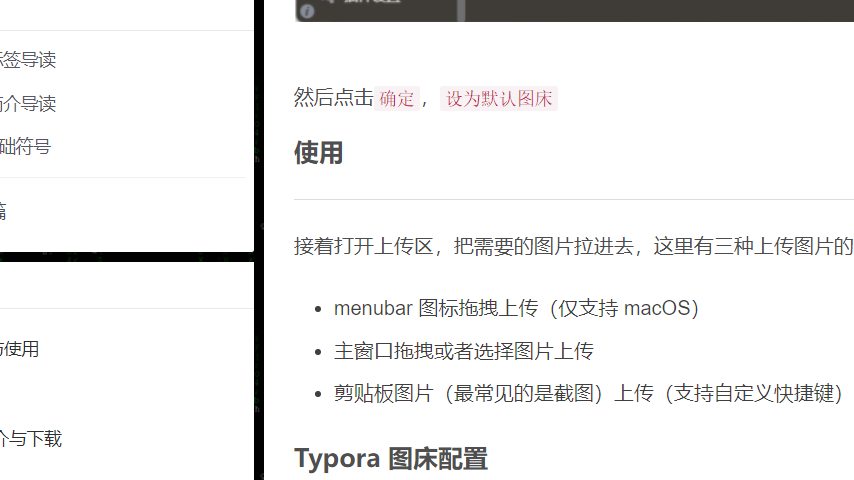 签导读
介导读
础符号
篇
与使用
介与下载
然后点击 确定 ， 设为默认图床
使用
接着打开上传区，把需要的图片拉进去，这里有三种上传图片的
menubar 图标拖拽上传（仅支持 macOS）
主窗口拖拽或者选择图片上传
剪贴板图片（最常见的是截图）上传（支持自定义快捷键）
Typora 图床配置